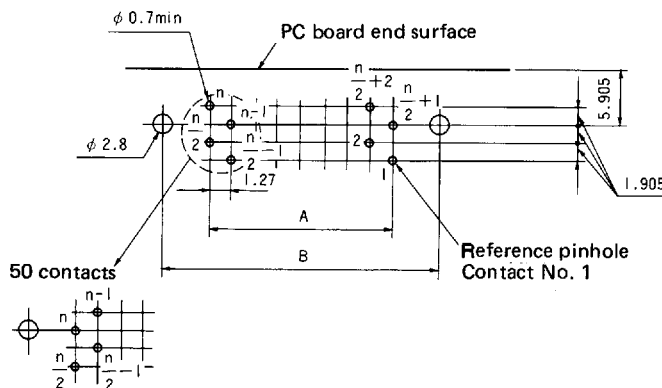 φ 0.7min
PC board end surface
n
n/2+2
n/2+1
5.905
n/2
n-1
n/2-1
2
φ 2.8
1
1.27
1.905
A
Reference pinhole
Contact No. 1
B
50 contacts
n-1
n
n/2
n/2-1